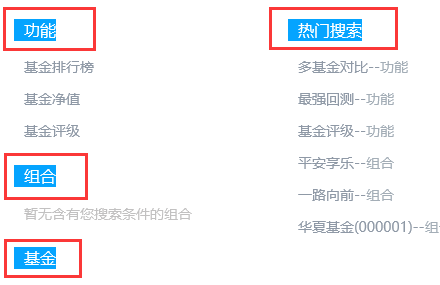 功能
基金排行榜
基金净值
基金评级
组合
暂无含有您搜索条件的组合
基金
热门搜索
多基金对比--功能
最强回测--功能
基金评级--功能
平安享乐--组合
一路向前--组合
华夏基金(000001)--组